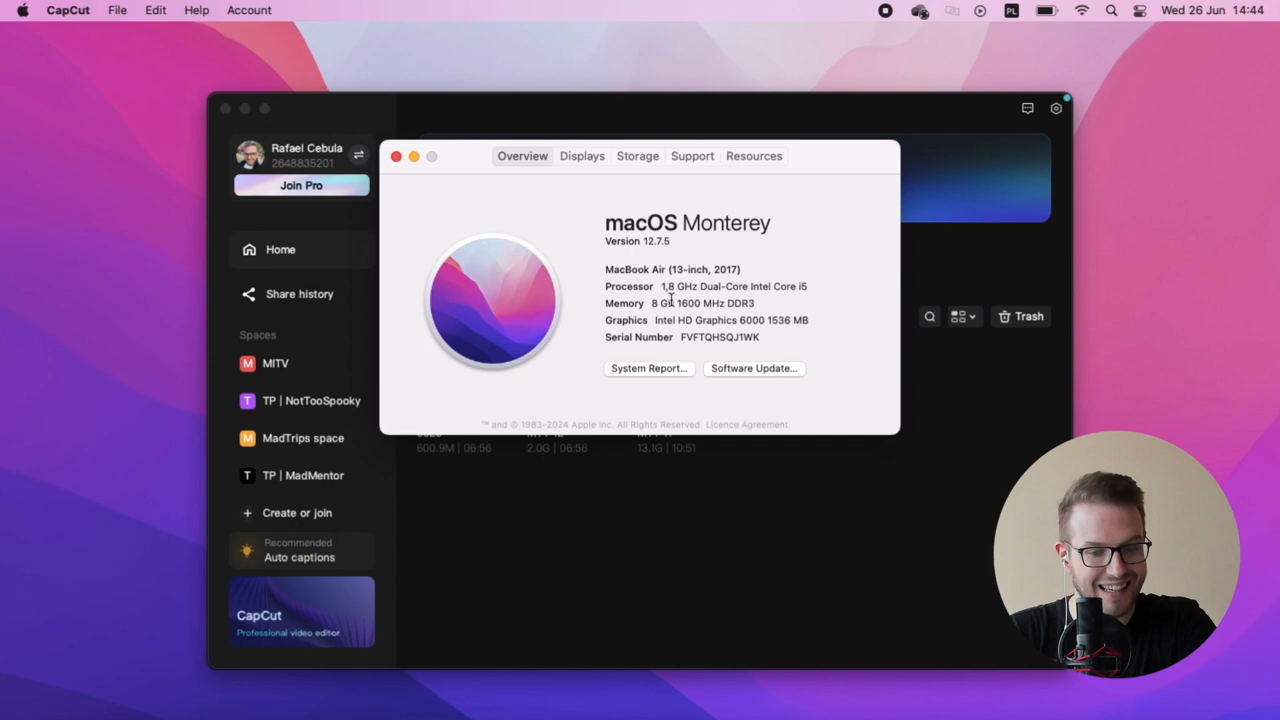 CapCut File Edit Help Account PL Wed 26 Jun 14:44
Rafael Cebula
2648835201
Join Pro
Home
Share history
Spaces
M MITV
T TP | NotTooSpooky
M MadTrips space
T TP | MadMentor
+ Create or join
Recommended
Auto captions
CapCut
Professional video editor
Overview Displays Storage Support Resources
macOS Monterey
Version 12.7.5
MacBook Air (13-inch, 2017)
Processor 1,8 GHz Dual-Core Intel Core i5
Memory 8 GB 1600 MHz DDR3
Graphics Intel HD Graphics 6000 1536 MB
Serial Number FVFTQHSQJ1WK
System Report... Software Update...
™ and © 1983–2024 Apple Inc. All Rights Reserved. Licence Agreement
Trash
600.9M | 06:56 2.0G | 06:56 13.1G | 10:51